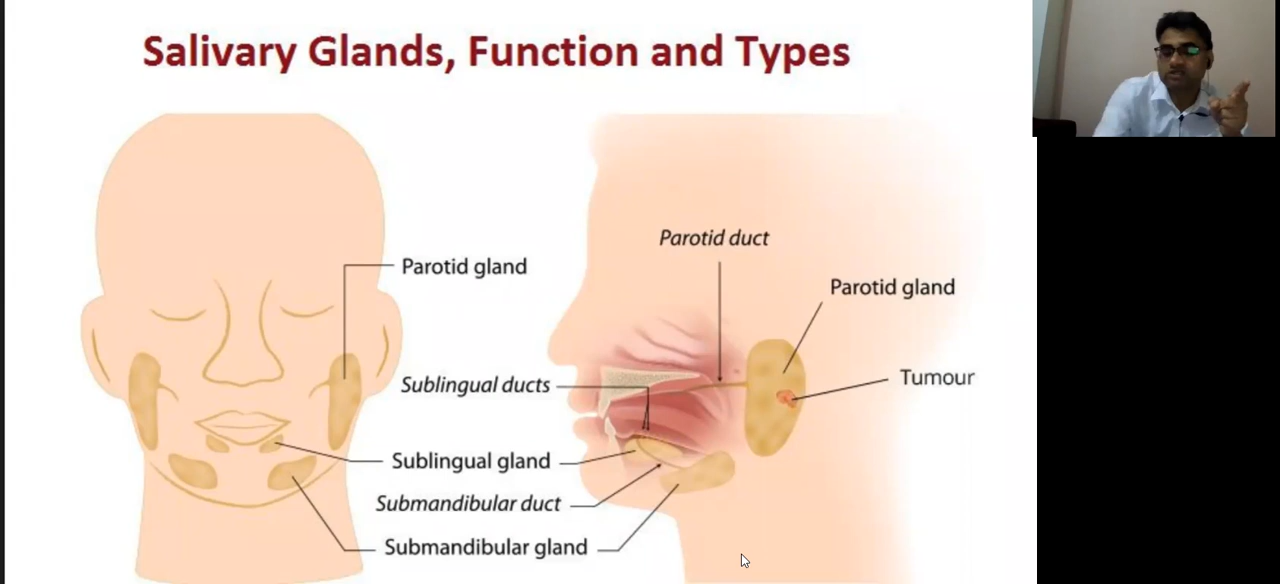 Salivary Glands, Function and Types
Parotid duct
Parotid gland
Parotid gland
Tumour
Sublingual ducts
Sublingual gland
Submandibular duct
Submandibular gland